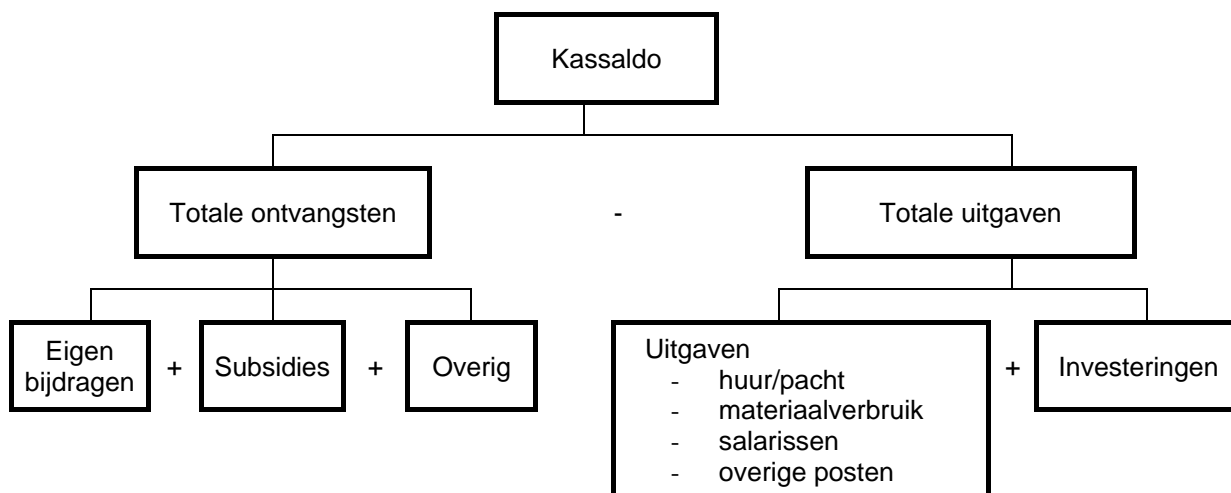 Kassaldo
Totale ontvangsten
-
Totale uitgaven
Eigen
bijdragen
+
Subsidies
+
Overig
Uitgaven
- huur/pacht
- materiaalverbruik
- salarissen
- overige posten
+
Investeringen